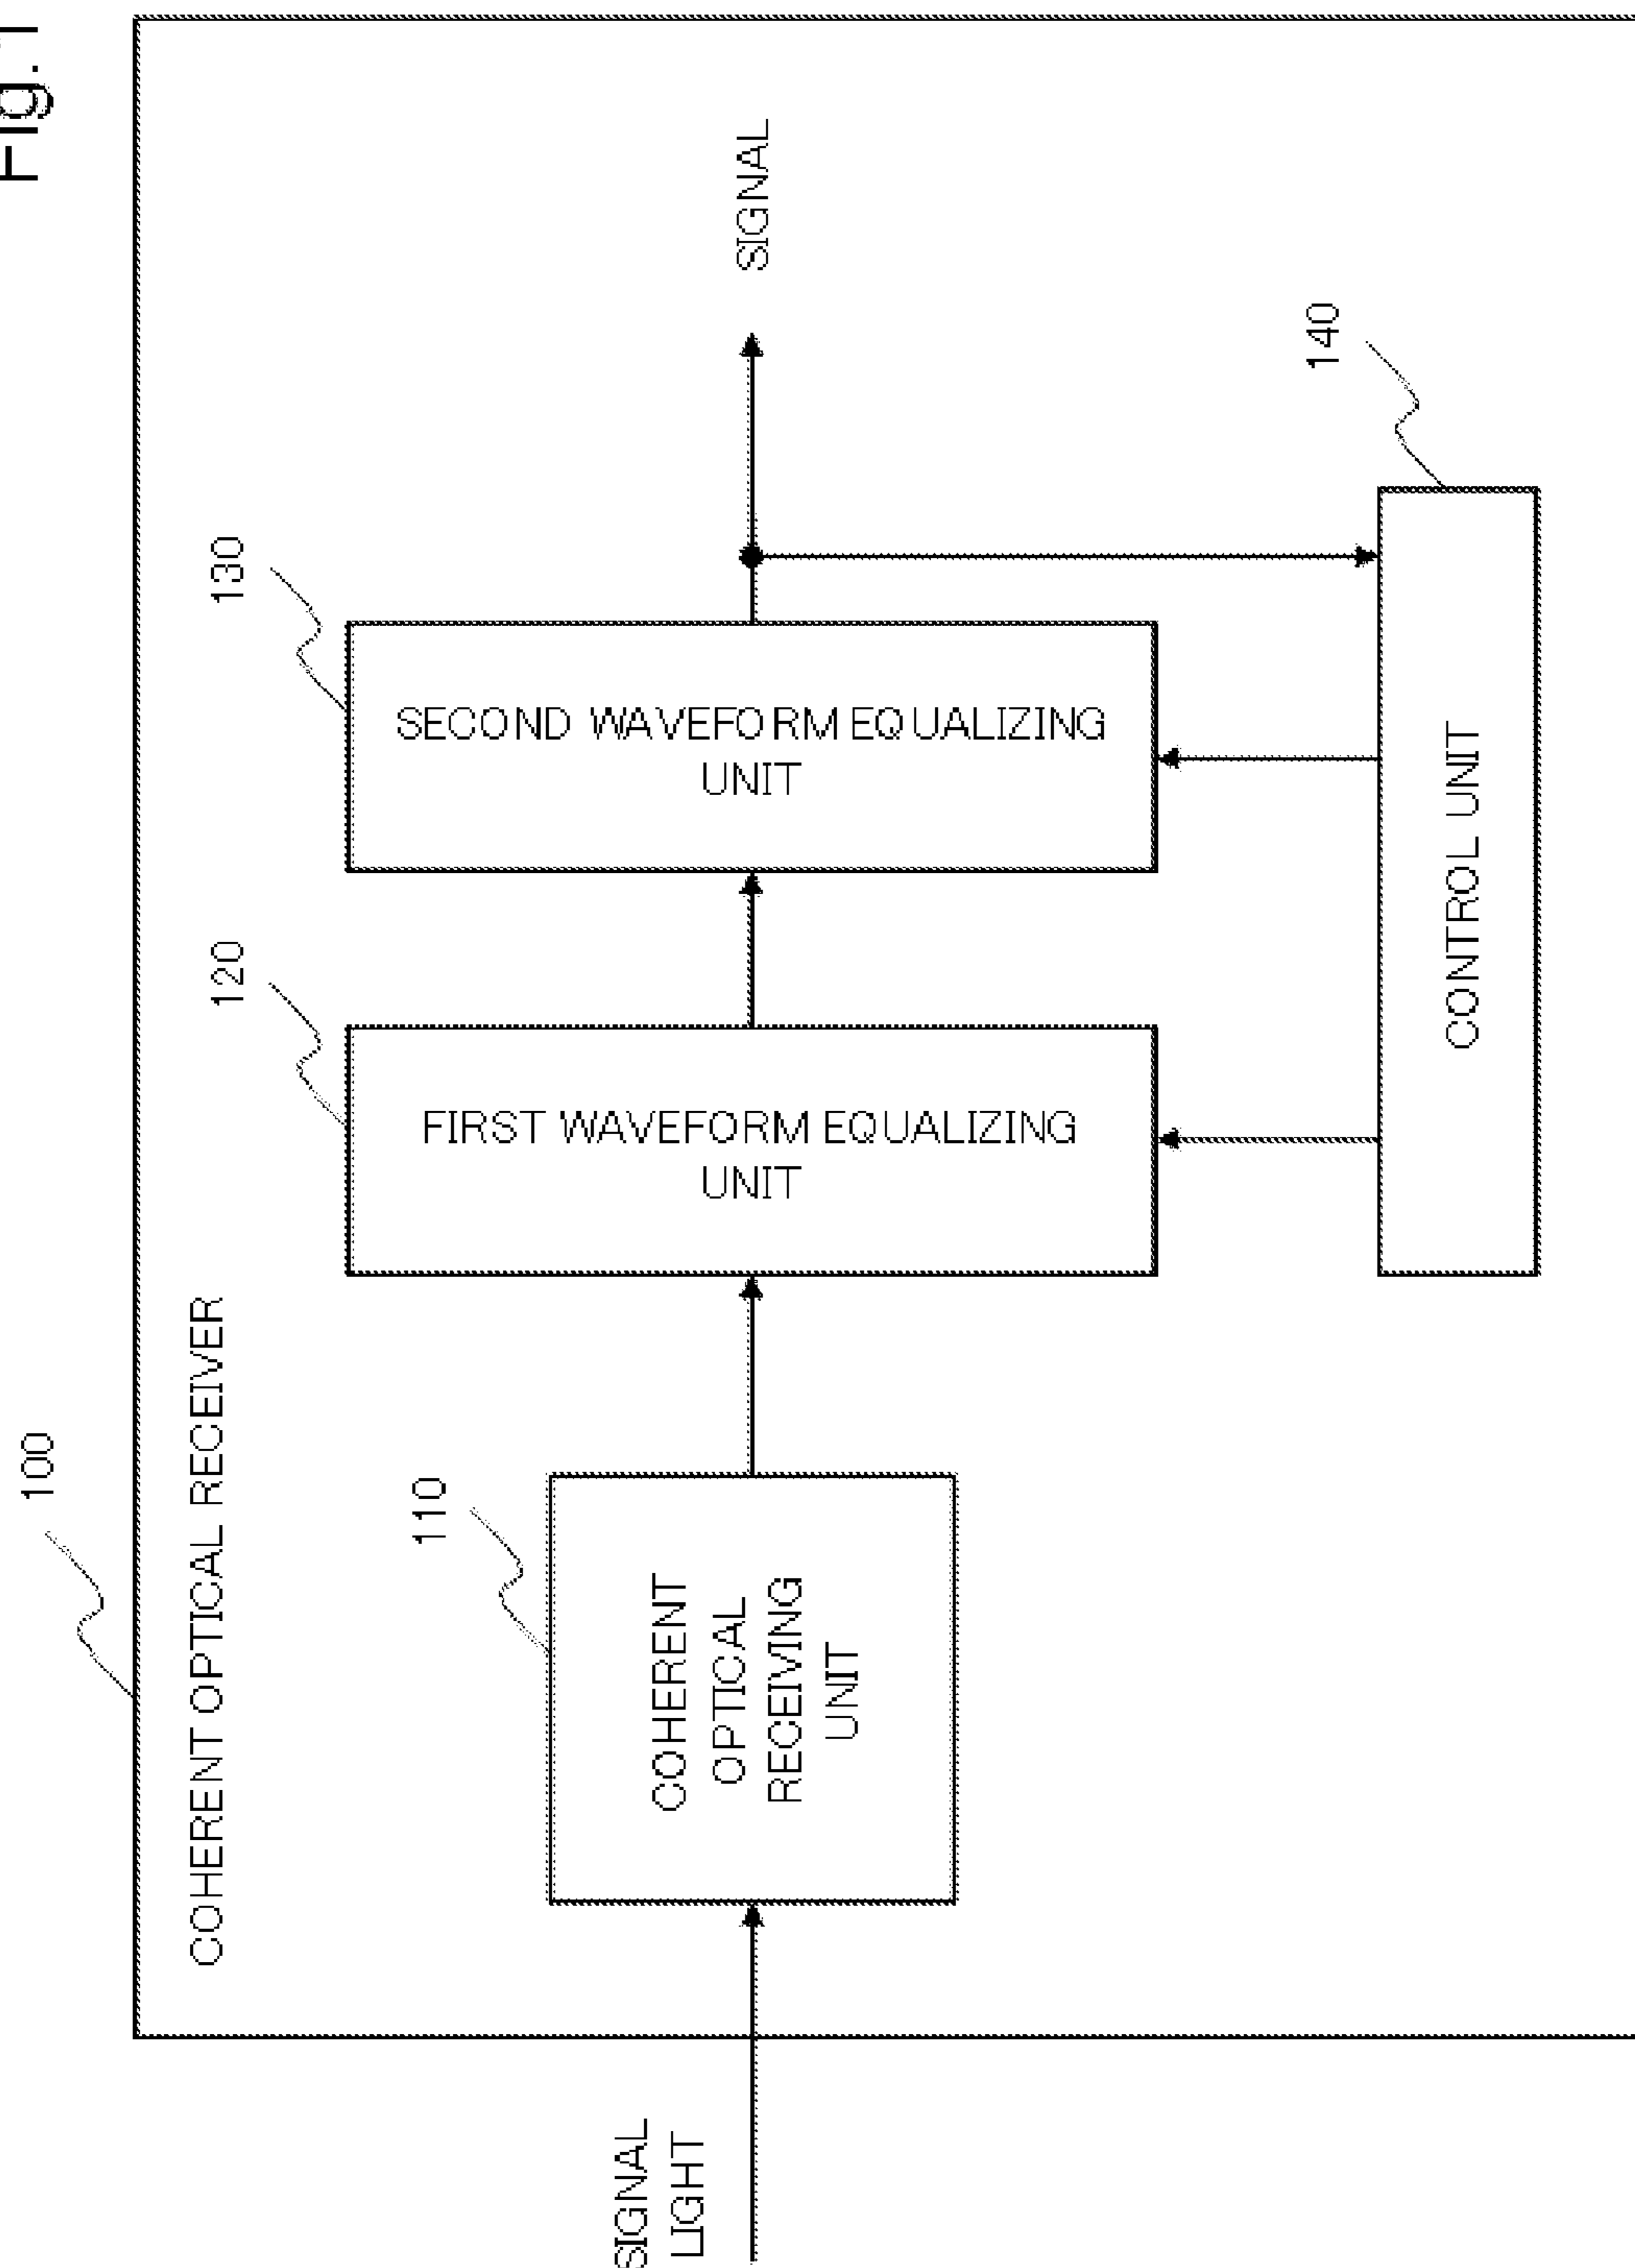 Fig.1
100
COHERENT OPTICAL RECEIVER
SIGNAL
LIGHT
110
COHERENT
OPTICAL
RECEIVING
UNIT
120
FIRST WAVEFORM EQUALIZING
UNIT
130
SECOND WAVEFORM EQUALIZING
UNIT
SIGNAL
140
CONTROL UNIT